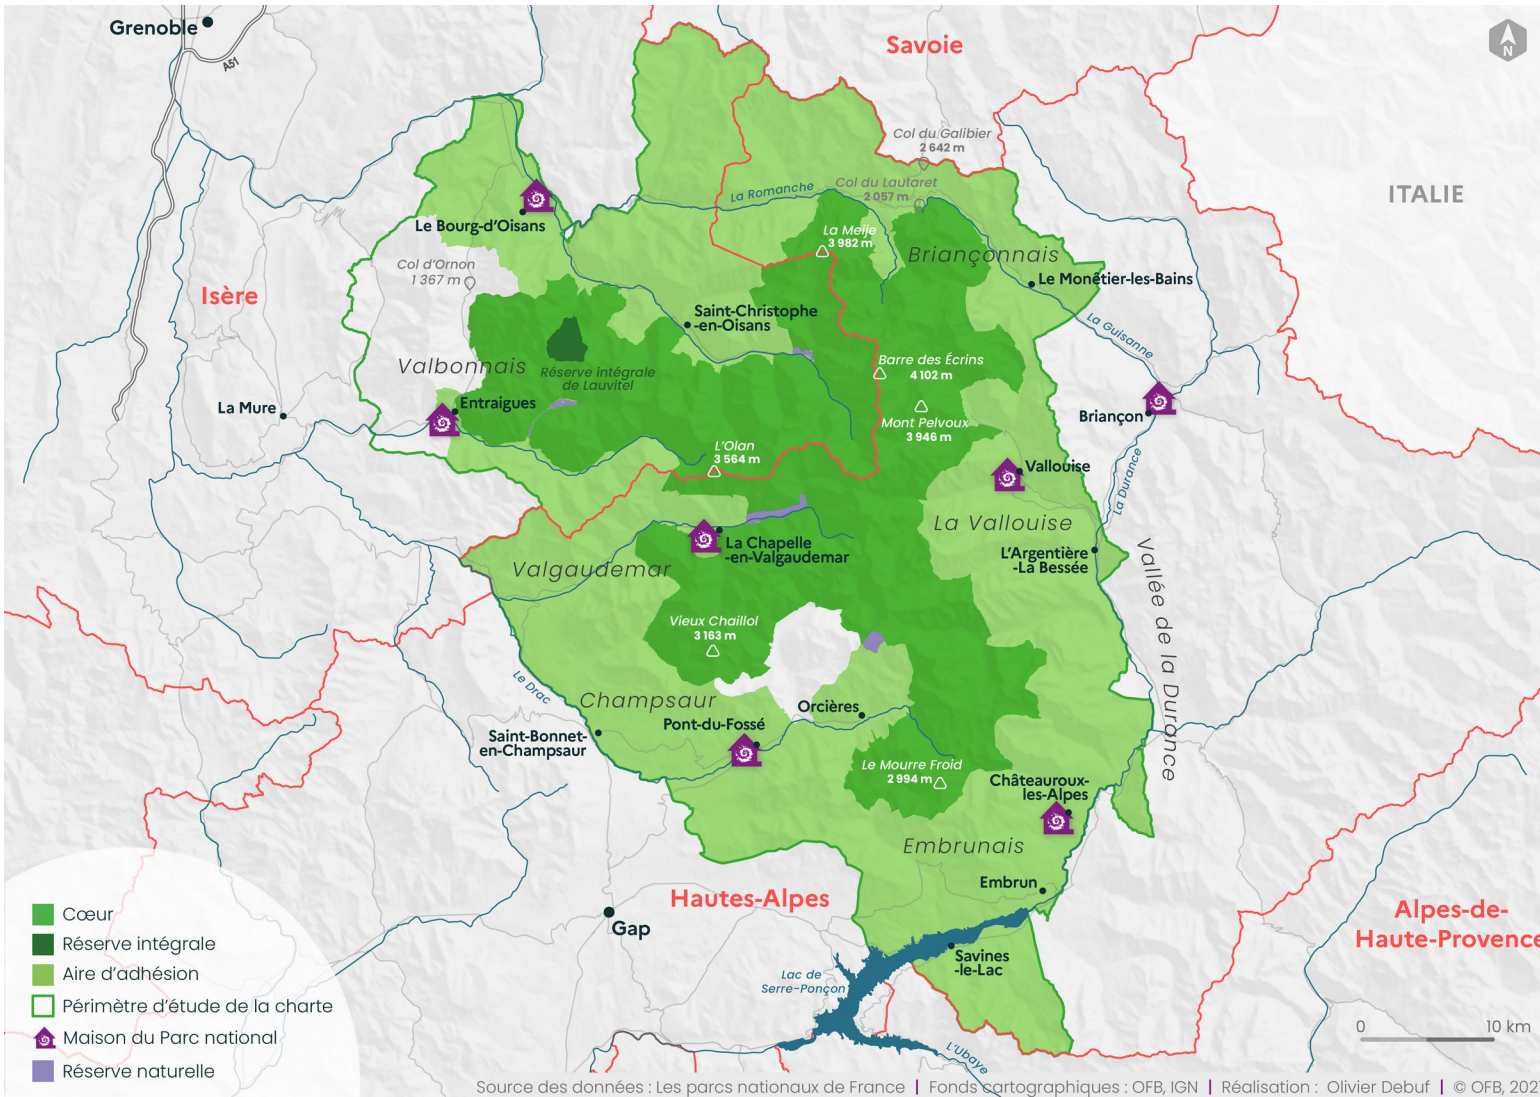 Grenoble
A51
Savoie
N
Col du Galibier
2 642 m
ITALIE
La Romanche
Col du Lautaret
2 057 m
Le Bourg-d'Oisans
La Meije
3 982 m
Briançonnais
Col d'Ornon
1 367 m
Le Monêtier-les-Bains
Isère
Saint-Christophe
-en-Oisans
La Guisanne
Valbonnais
Réserve intégrale
de Lauvitel
Barre des Écrins
4 102 m
La Mure
Entraigues
Briançon
Mont Pelvoux
3 946 m
L'Olan
3 564 m
Vallouise
La Durance
La Vallouise
La Chapelle
-en-Valgaudemar
L'Argentière
-La Bessée
Valgaudemar
Vallée de la Durance
Vieux Chaillol
3 163 m
Le Drac
Champsaur
Orcières
Pont-du-Fossé
Saint-Bonnet-
en-Champsaur
Le Mourre Froid
2 994 m
Châteauroux-
les-Alpes
Embrunais
Embrun
Hautes-Alpes
Gap
Alpes-de-
Haute-Provence
Savines
-le-Lac
Lac de
Serre-Ponçon
L'Ubaye
Cœur
Réserve intégrale
Aire d'adhésion
Périmètre d'étude de la charte
Maison du Parc national
Réserve naturelle
0 10 km
Source des données : Les parcs nationaux de France | Fonds cartographiques : OFB, IGN | Réalisation : Olivier Debuf | © OFB, 202